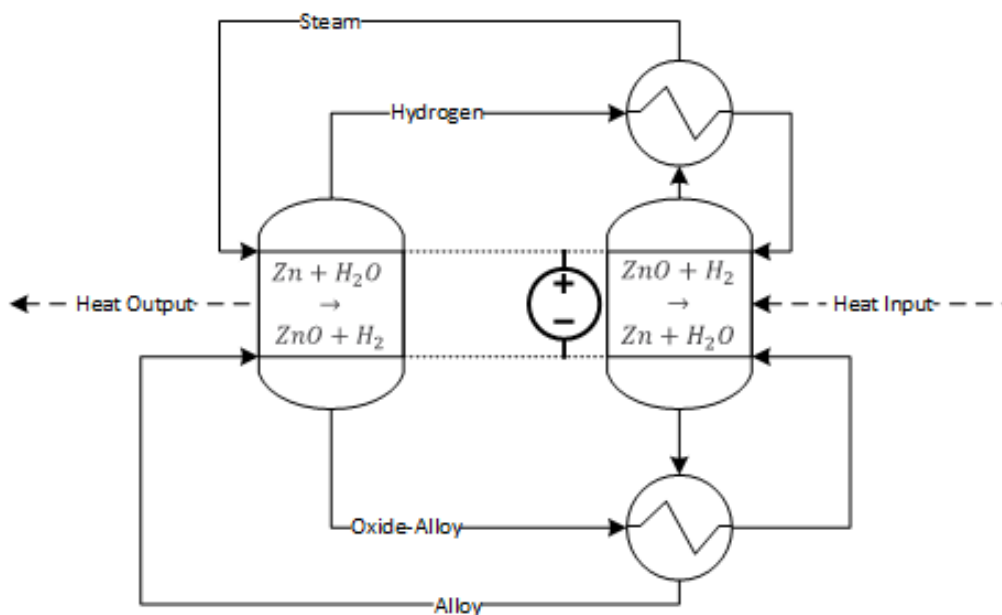 Steam
Hydrogen
Zn + H₂O
→
ZnO + H₂
+
−
ZnO + H₂
→
Zn + H₂O
Heat Output
Heat Input
Oxide-Alloy
Alloy